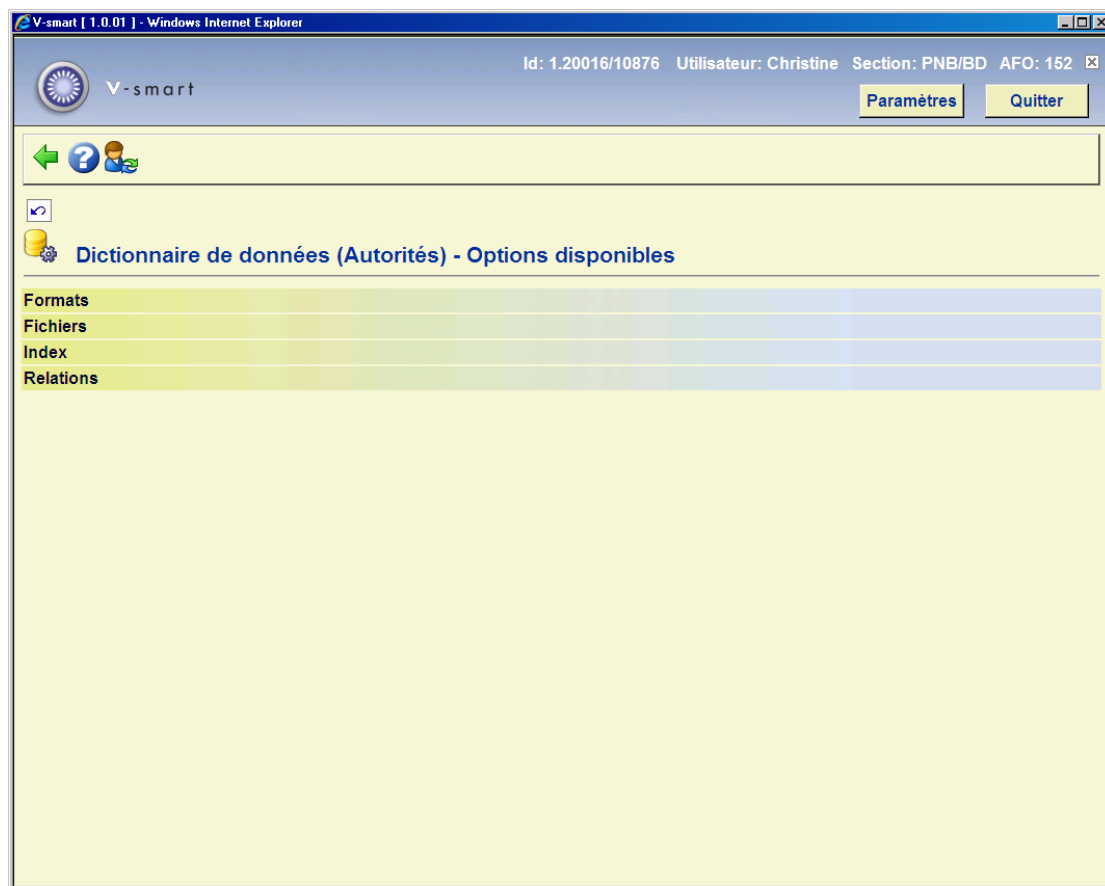 V-smart [ 1.0.01 ] - Windows Internet Explorer
Id: 1.20016/10876 Utilisateur: Christine Section: PNB/BD AFO: 152
V-smart
Paramètres Quitter
Dictionnaire de données (Autorités) - Options disponibles
Formats
Fichiers
Index
Relations